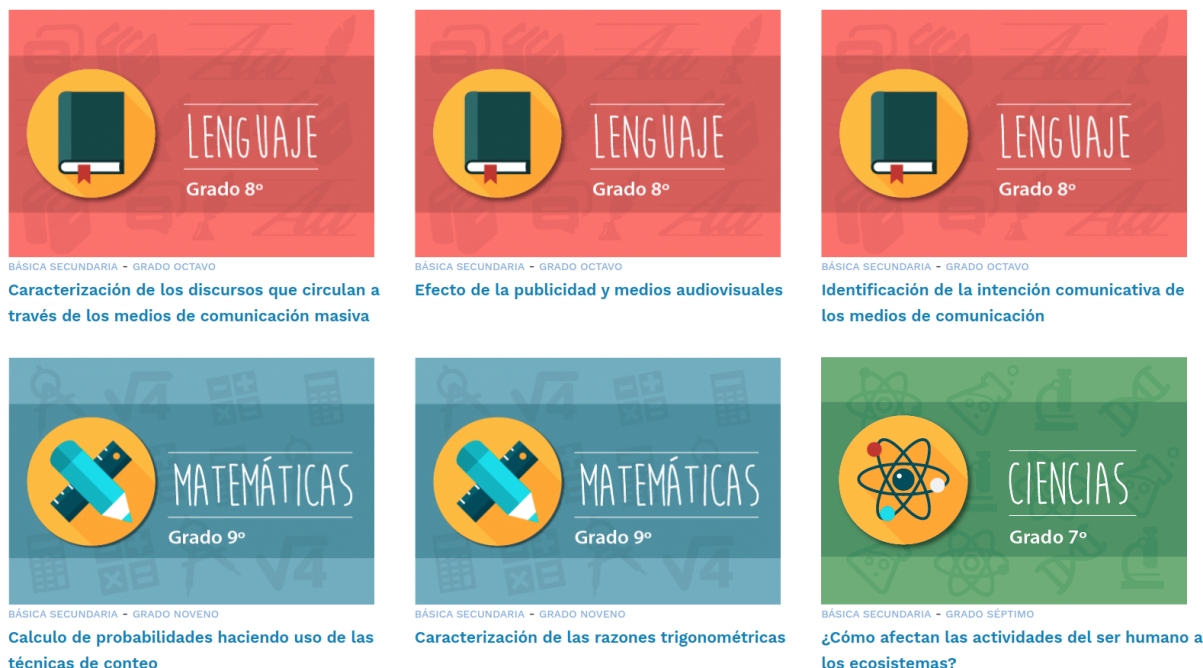 LENGUAJE
Grado 8º
BÁSICA SECUNDARIA - GRADO OCTAVO
Caracterización de los discursos que circulan a
través de los medios de comunicación masiva
LENGUAJE
Grado 8º
BÁSICA SECUNDARIA - GRADO OCTAVO
Efecto de la publicidad y medios audiovisuales
LENGUAJE
Grado 8º
BÁSICA SECUNDARIA - GRADO OCTAVO
Identificación de la intención comunicativa de
los medios de comunicación
MATEMÁTICAS
Grado 9º
BÁSICA SECUNDARIA - GRADO NOVENO
Calculo de probabilidades haciendo uso de las
técnicas de conteo
MATEMÁTICAS
Grado 9º
BÁSICA SECUNDARIA - GRADO NOVENO
Caracterización de las razones trigonométricas
CIENCIAS
Grado 7º
BÁSICA SECUNDARIA - GRADO SÉPTIMO
¿Cómo afectan las actividades del ser humano a
los ecosistemas?